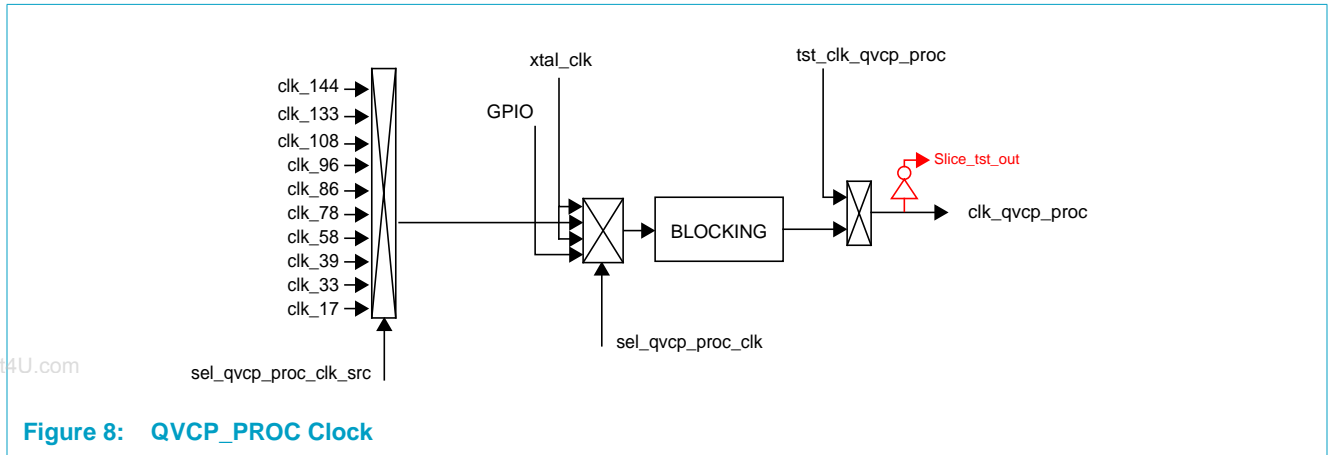 xtal_clk
tst_clk_qvcp_proc
clk_144
GPIO
clk_133
clk_108
clk_96
Slice_tst_out
clk_86
clk_78
clk_qvcp_proc
BLOCKING
clk_58
clk_39
clk_33
clk_17
sel_qvcp_proc_clk
t4U.com
sel_qvcp_proc_clk_src
Figure 8: QVCP_PROC Clock